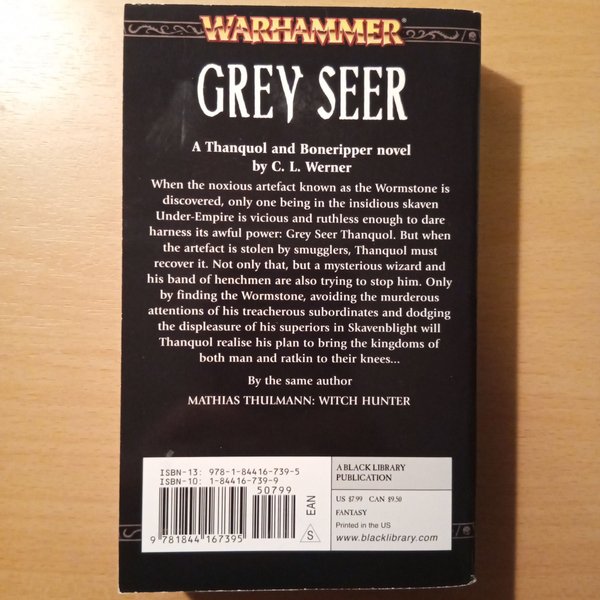 WARHAMMER
GREY SEER
A Thanquol and Boneripper novel
by C. L. Werner
When the noxious artefact known as the Wormstone is
discovered, only one being in the insidious skaven
Under-Empire is vicious and ruthless enough to dare
harness its awful power: Grey Seer Thanquol. But when
the artefact is stolen by smugglers, Thanquol must
recover it. Not only that, but a mysterious wizard and
his band of henchmen are also trying to stop him. Only
by finding the Wormstone, avoiding the murderous
attentions of his treacherous subordinates and dodging
the displeasure of his superiors in Skavenblight will
Thanquol realise his plan to bring the kingdoms of
both man and ratkin to their knees...
By the same author
MATHIAS THULMANN: WITCH HUNTER
ISBN-13: 978-1-84416-739-5
ISBN-10: 1-84416-739-9
50799
9 781844 167395
EAN
S
A BLACK LIBRARY
PUBLICATION
US $7.99 CAN $9.50
FANTASY
Printed in the US
www.blacklibrary.com